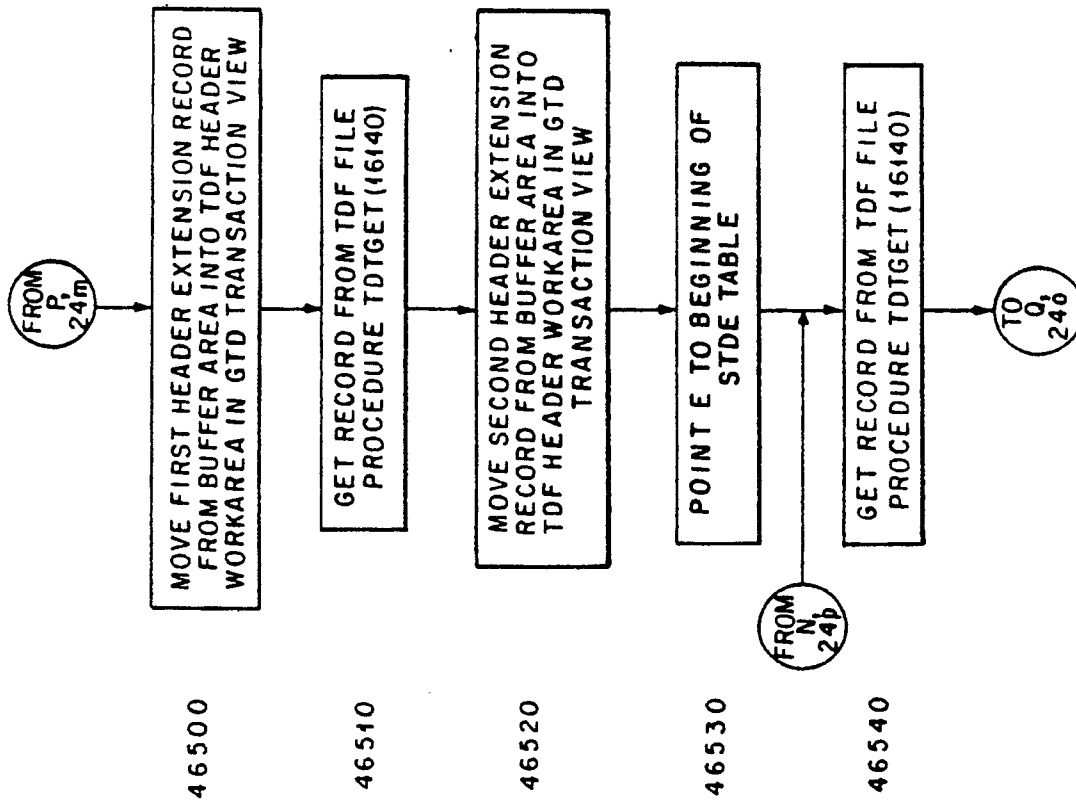 FROM
P,
24m
46500
MOVE FIRST HEADER EXTENSION RECORD
FROM BUFFER AREA INTO TDF HEADER
WORKAREA IN GTD TRANSACTION VIEW
46510
GET RECORD FROM TDF FILE
PROCEDURE TDTGET (16140)
46520
MOVE SECOND HEADER EXTENSION
RECORD FROM BUFFER AREA INTO
TDF HEADER WORKAREA IN GTD
TRANSACTION VIEW
46530
POINT E TO BEGINNING OF
STDE TABLE
FROM
N,
24p
46540
GET RECORD FROM TDF FILE
PROCEDURE TDTGET (16140)
TO
Q,
24o